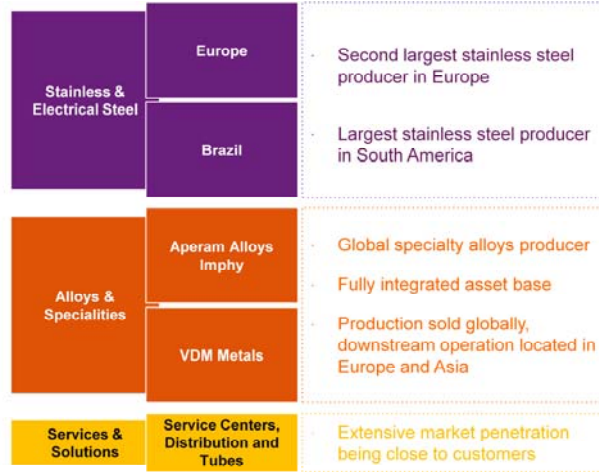 Stainless &
Electrical Steel
Europe
Brazil
Second largest stainless steel
producer in Europe
Largest stainless steel producer
in South America
Alloys &
Specialities
Aperam Alloys
Imphy
VDM Metals
Global specialty alloys producer
Fully integrated asset base
Production sold globally,
downstream operation located in
Europe and Asia
Services &
Solutions
Service Centers,
Distribution and
Tubes
Extensive market penetration
being close to customers